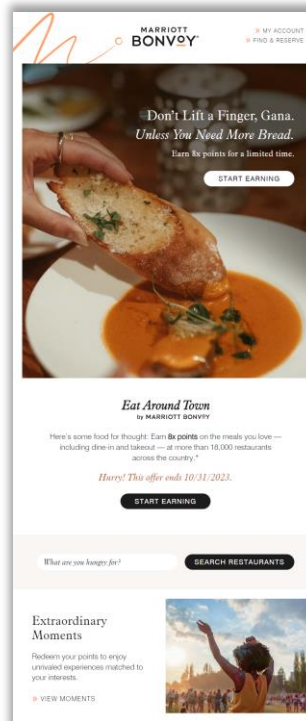 MARRIOTT
BONVOY™
» MY ACCOUNT
» FIND & RESERVE
Don't Lift a Finger, Gana.
Unless You Need More Bread.
Earn 8x points for a limited time.
START EARNING
Eat Around Town
by MARRIOTT BONVOY
Here's some food for thought: Earn 8x points on the meals you love —
including dine-in and takeout — at more than 18,000 restaurants
across the country.*
Hurry! This offer ends 10/31/2023.
START EARNING
What are you hungry for?
SEARCH RESTAURANTS
Extraordinary
Moments
Redeem your points to enjoy
unrivaled experiences matched to
your interests.
» VIEW MOMENTS